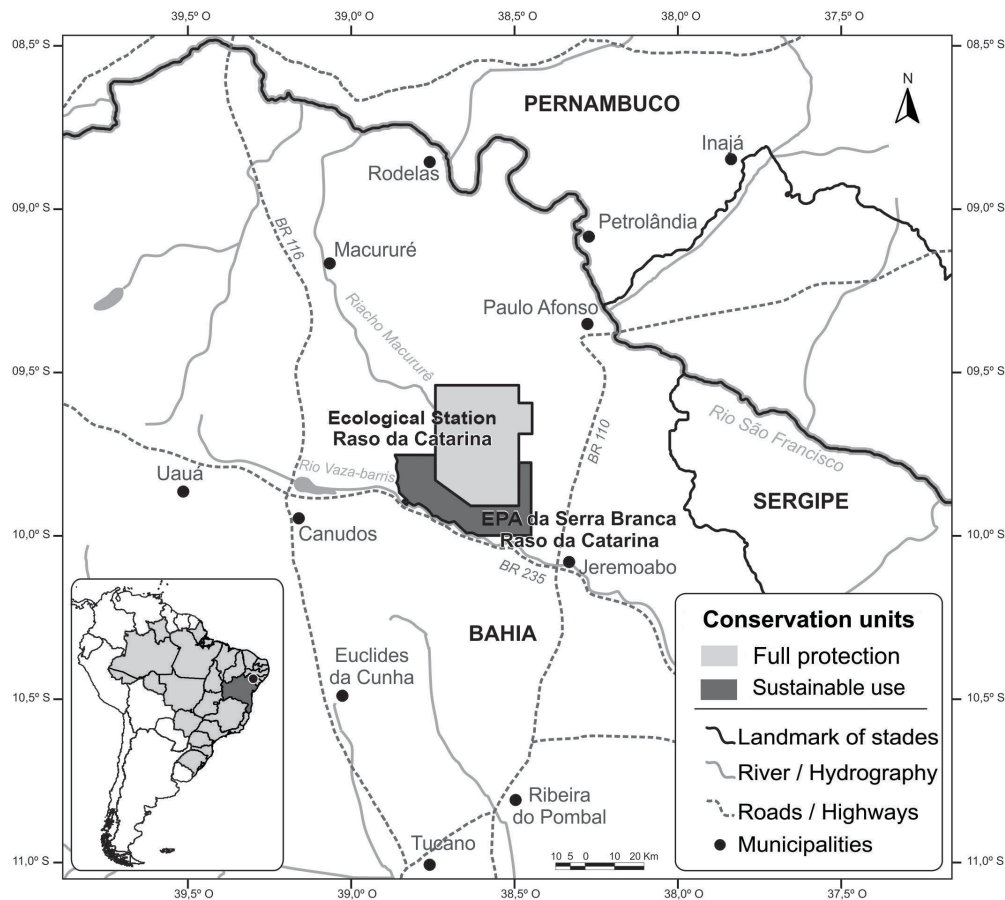 39,5º O
39,0º O
38,5º O
38,0º O
37,5º O
08,5º S
08,5º S
PERNAMBUCO
N
Inajá
Rodelas
09,0º S
09,0º S
Petrolândia
BR 116
Macururé
Paulo Afonso
Riacho Macururê
09,5º S
09,5º S
Ecological Station
Raso da Catarina
BR 110
Rio São Francisco
Rio Vaza-barris
Uauá
SERGIPE
EPA da Serra Branca
Raso da Catarina
Canudos
10,0º S
10,0º S
Jeremoabo
BR 235
BAHIA
Conservation units
Full protection
Sustainable use
Landmark of stades
River / Hydrography
Roads / Highways
Municipalities
Euclides
da Cunha
10,5º S
10,5º S
Ribeira
do Pombal
Tucano
10 5 0 10 20 Km
11,0º S
11,0º S
39,5º O
39,0º O
38,5º O
38,0º O
37,5º O